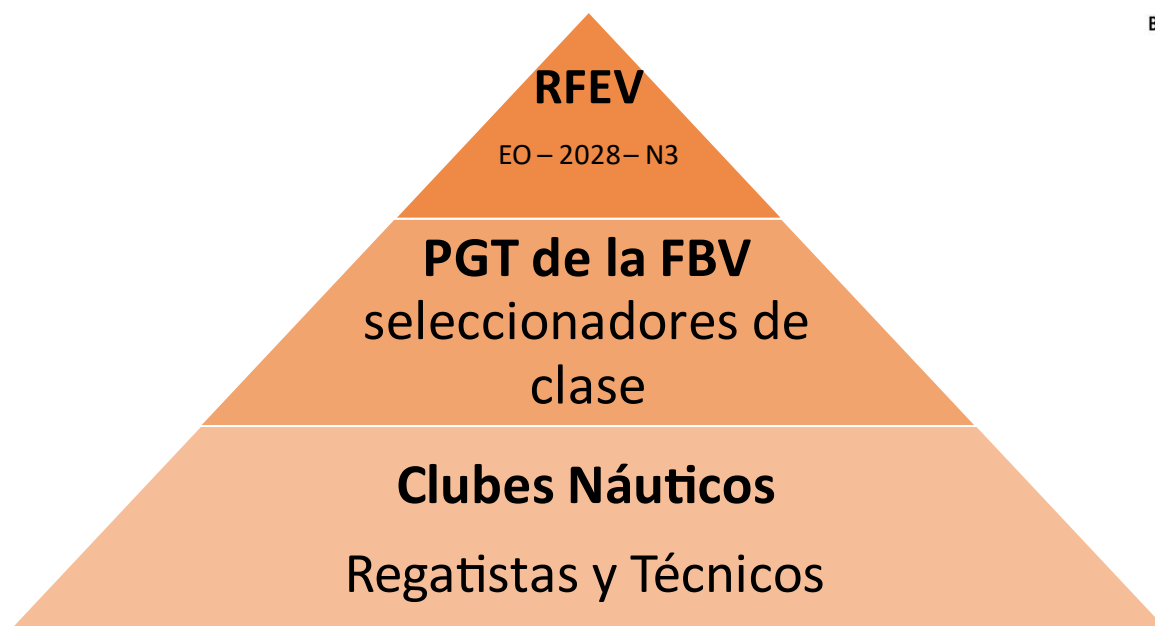 B
RFEV
EO – 2028 – N3
PGT de la FBV
seleccionadores de
clase
Clubes Náuticos
Regatistas y Técnicos